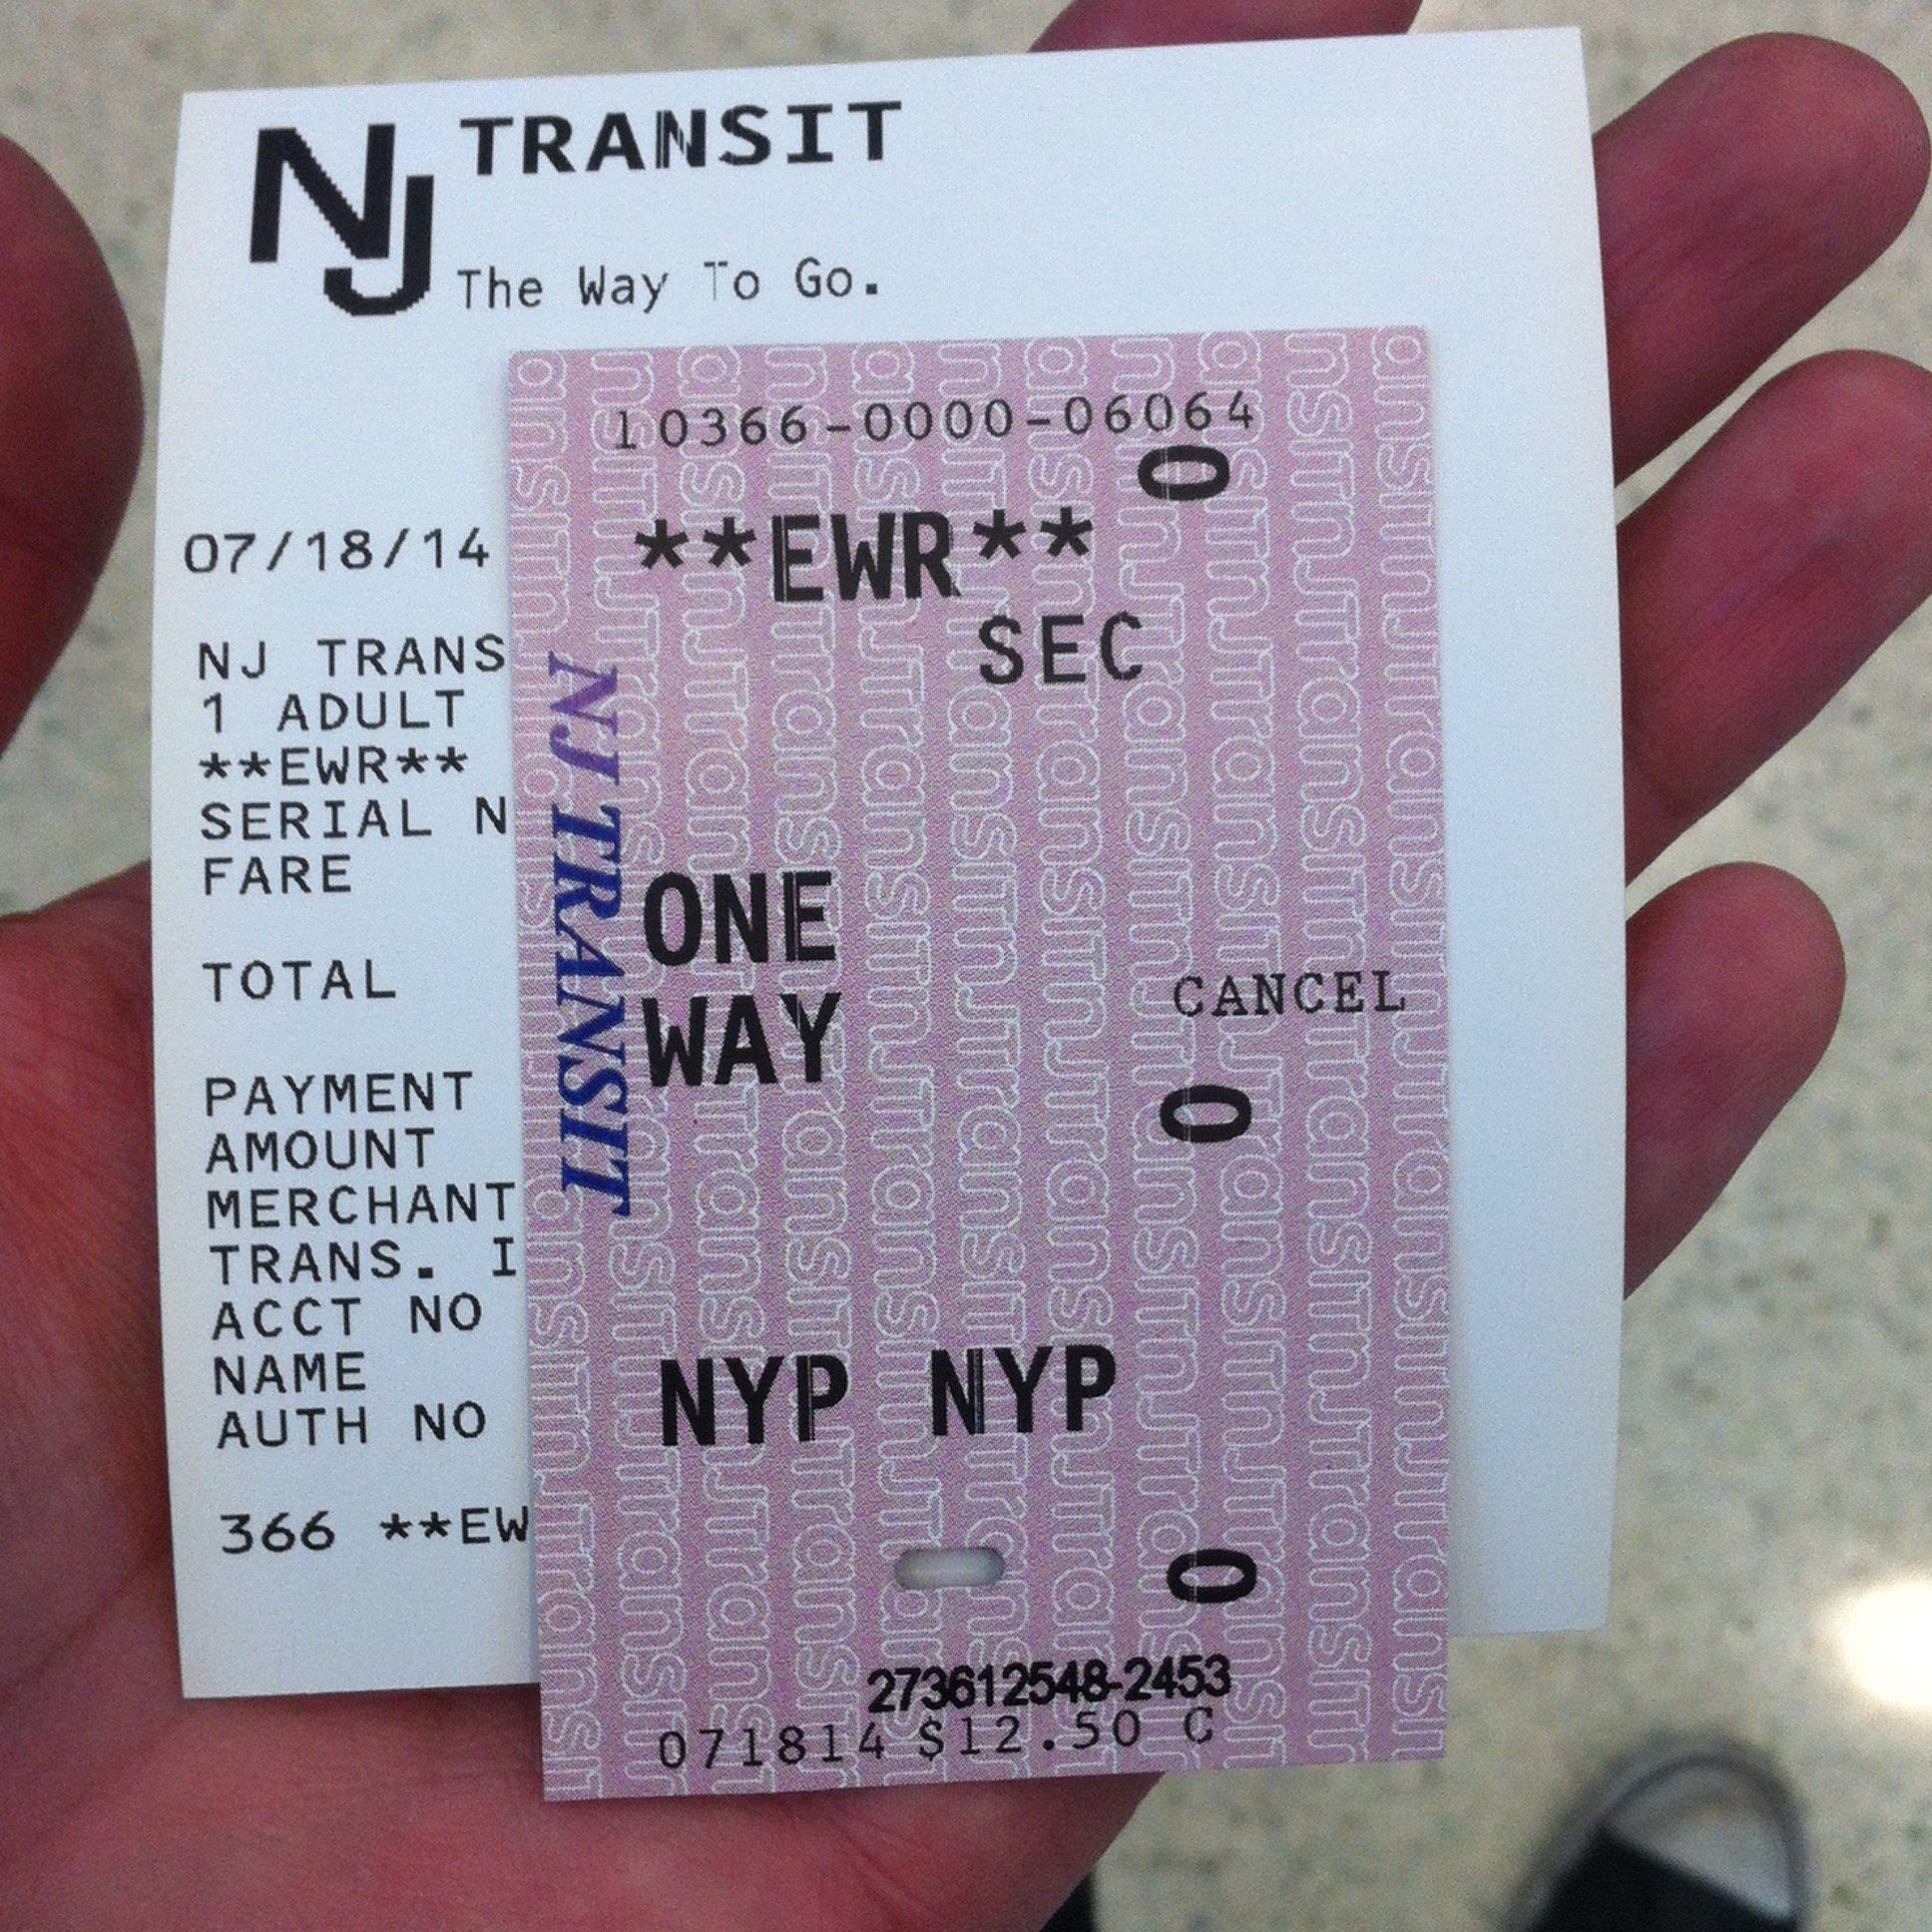 NJ TRANSIT
The Way To Go.
07/18/14
NJ TRANS
1 ADULT
**EWR**
SERIAL N
FARE
TOTAL
PAYMENT
AMOUNT
MERCHANT
TRANS. I
ACCT NO
NAME
AUTH NO
366 **EW
10366-0000-06064
0
**EWR**
SEC
NJ TRANSIT
ONE
WAY
CANCEL
0
NYP NYP
0
273612548-2453
071814 $12.50 C